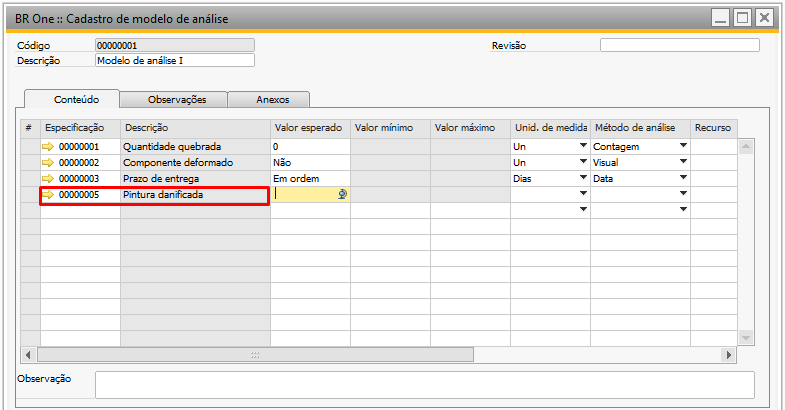 BR One :: Cadastro de modelo de análise
Código 00000001 Revisão
Descrição Modelo de análise I
Conteúdo Observações Anexos
# Especificação Descrição Valor esperado Valor mínimo Valor máximo Unid. de medida Método de análise Recurso
00000001 Quantidade quebrada 0 Un Contagem
00000002 Componente deformado Não Un Visual
00000003 Prazo de entrega Em ordem Dias Data
00000005 Pintura danificada
Observação